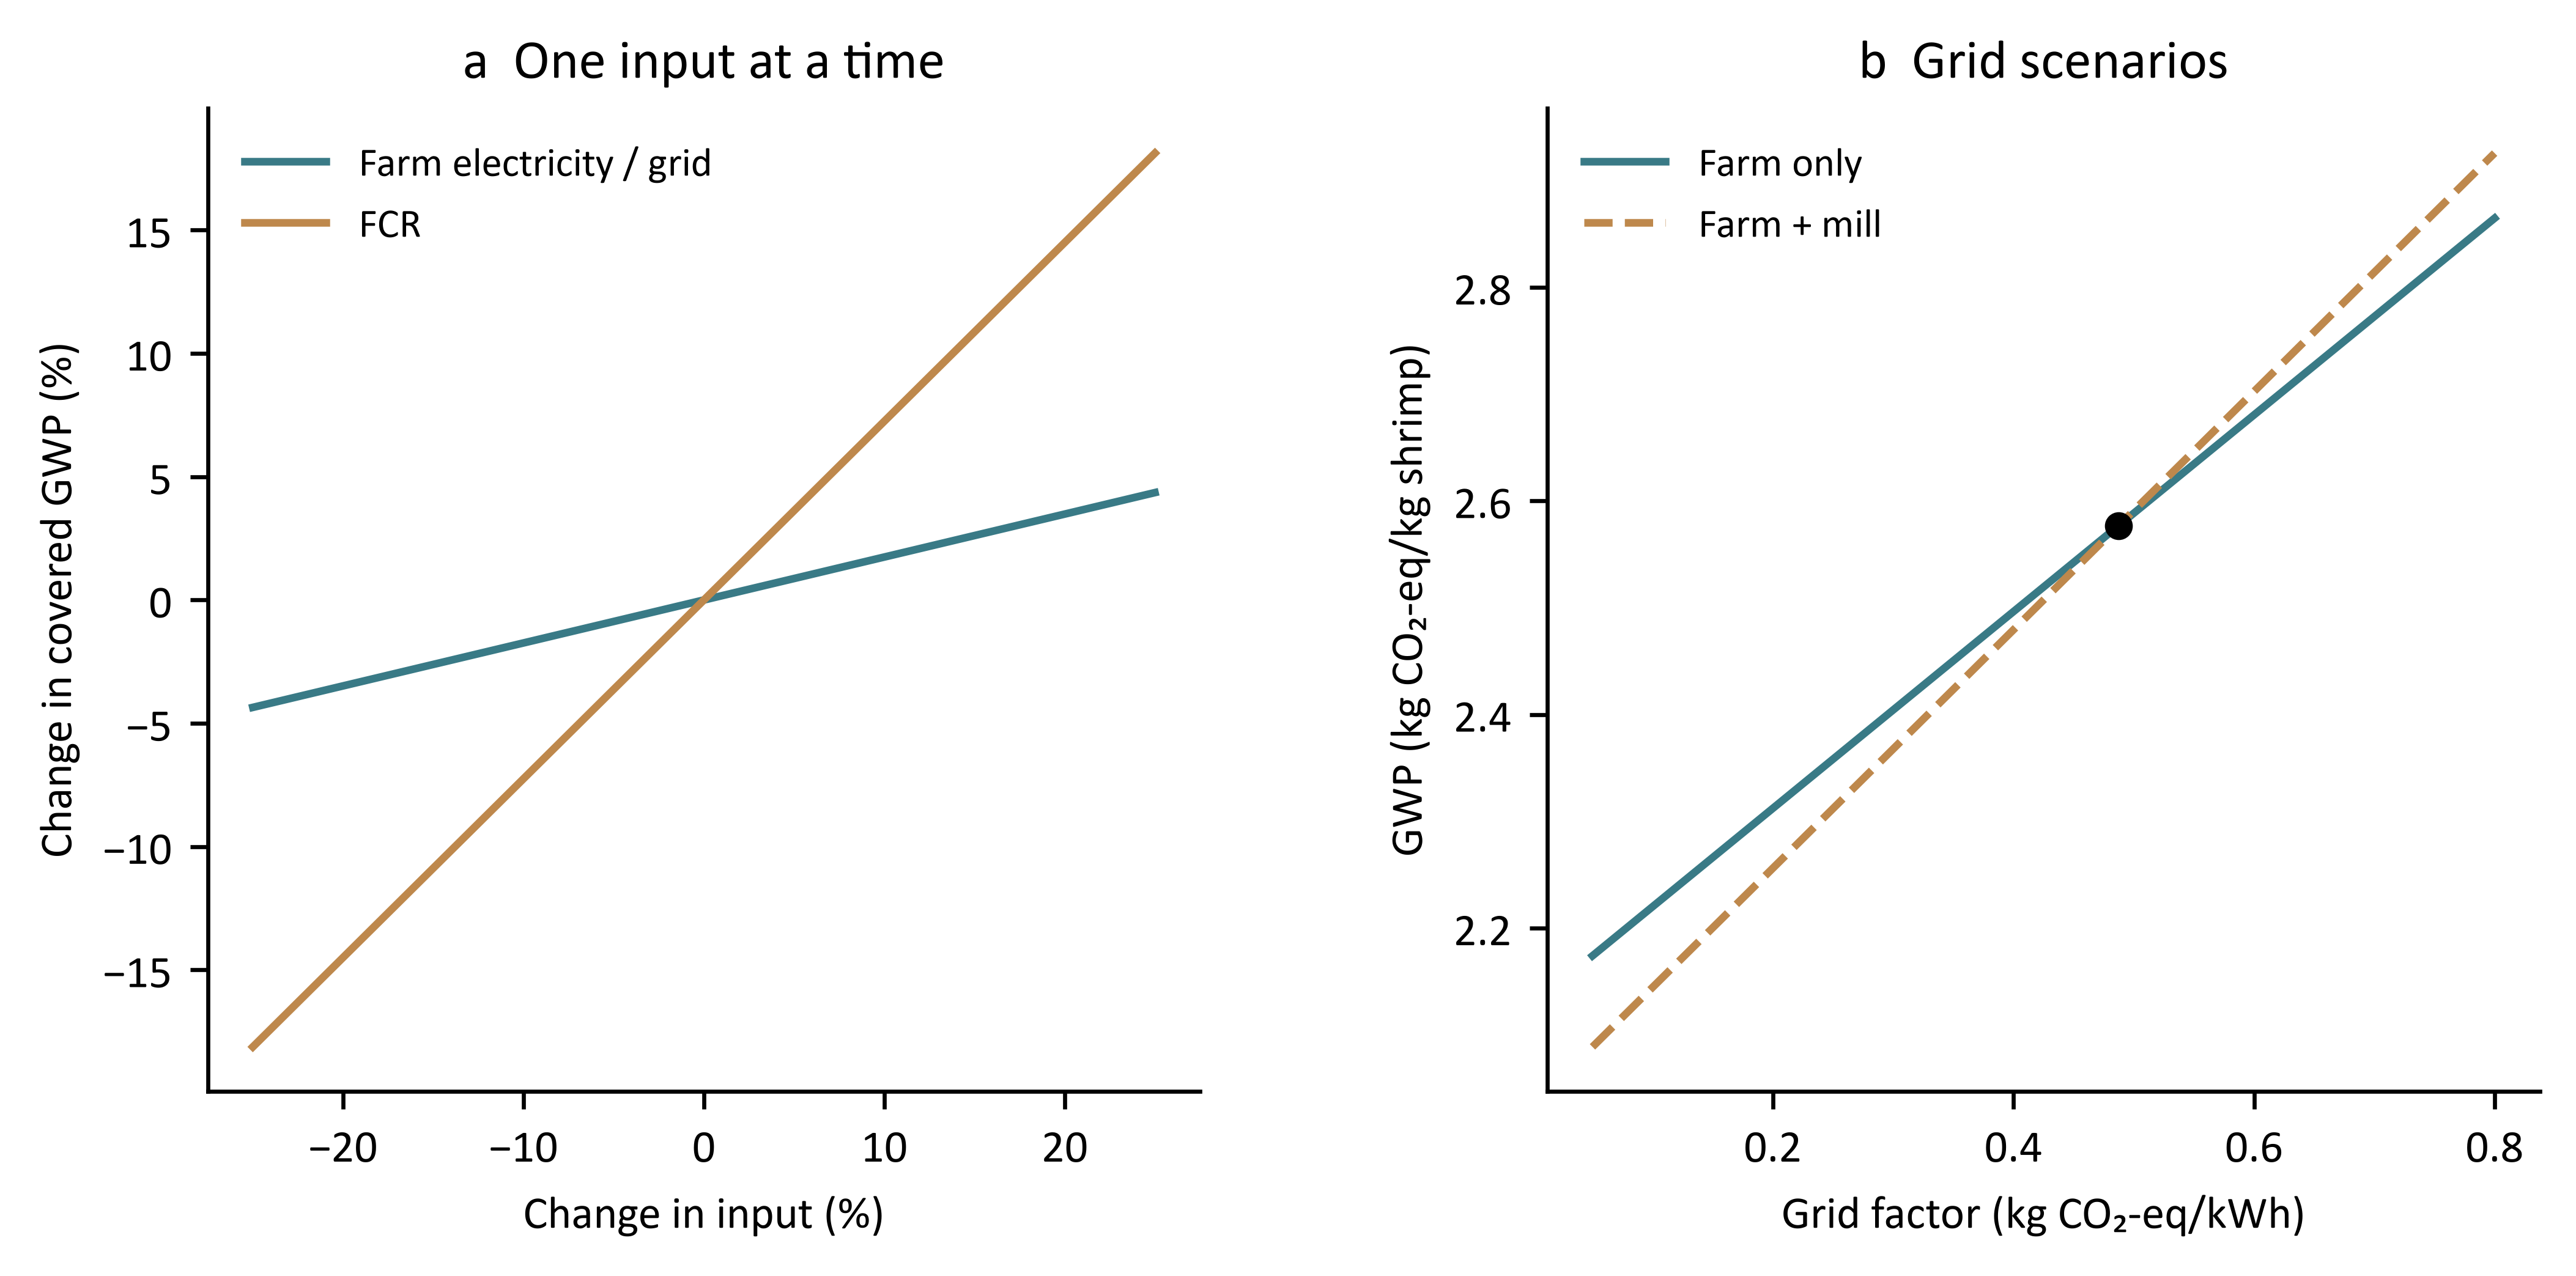 a One input at a time
Farm electricity / grid
FCR
Change in covered GWP (%)
15
10
5
0
−5
−10
−15
−20
−10
0
10
20
Change in input (%)
b Grid scenarios
Farm only
Farm + mill
GWP (kg CO₂-eq/kg shrimp)
2.8
2.6
2.4
2.2
0.2
0.4
0.6
0.8
Grid factor (kg CO₂-eq/kWh)